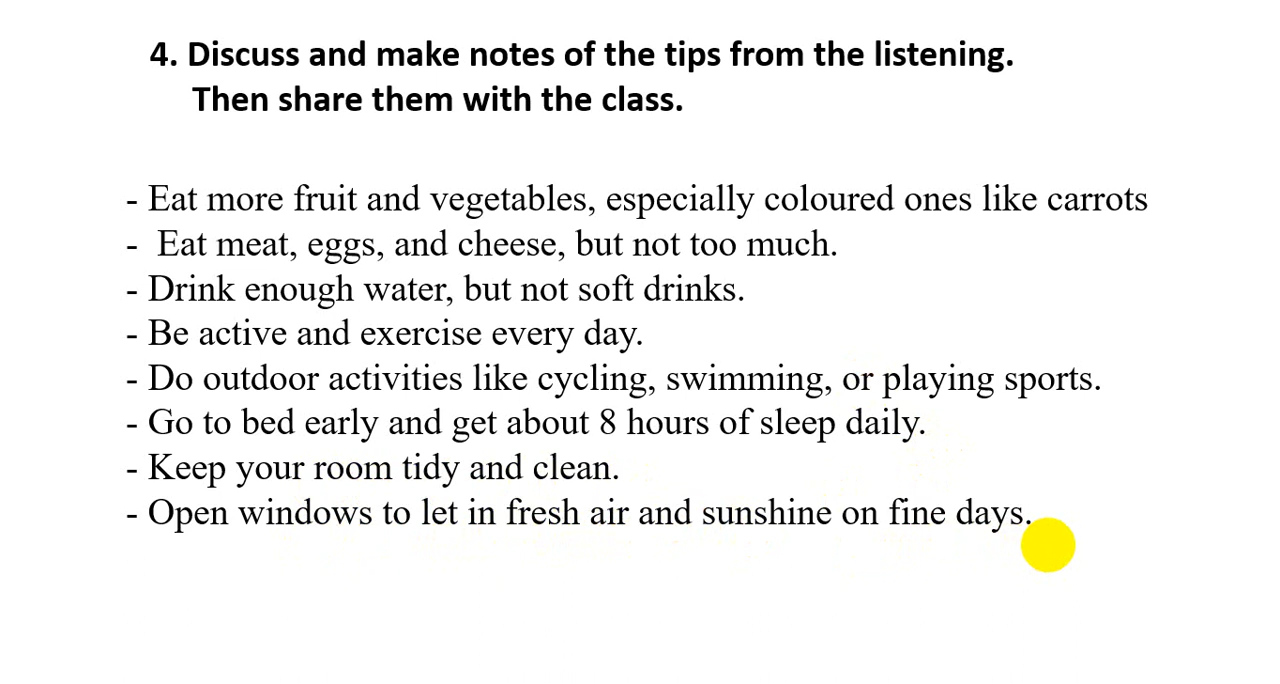 4. Discuss and make notes of the tips from the listening.
Then share them with the class.
- Eat more fruit and vegetables, especially coloured ones like carrots
- Eat meat, eggs, and cheese, but not too much.
- Drink enough water, but not soft drinks.
- Be active and exercise every day.
- Do outdoor activities like cycling, swimming, or playing sports.
- Go to bed early and get about 8 hours of sleep daily.
- Keep your room tidy and clean.
- Open windows to let in fresh air and sunshine on fine days.